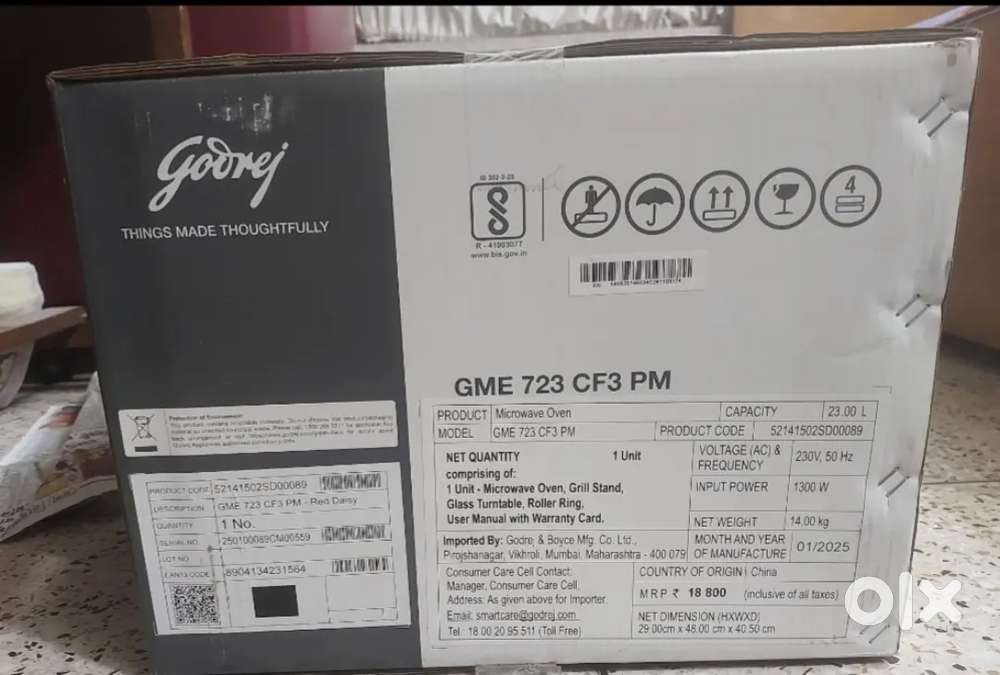 Godrej
THINGS MADE THOUGHTFULLY
R - 41003077
www.bis.gov.in
4
GME 723 CF3 PM
PRODUCT Microwave Oven CAPACITY 23.00 L
MODEL GME 723 CF3 PM PRODUCT CODE 52141502SD00089
NET QUANTITY 1 Unit
comprising of:
1 Unit - Microwave Oven, Grill Stand,
Glass Turntable, Roller Ring,
User Manual with Warranty Card.
VOLTAGE (AC) &
FREQUENCY 230V, 50 Hz
INPUT POWER 1300 W
NET WEIGHT 14.00 kg
Imported By: Godrej & Boyce Mfg. Co. Ltd.,
Pirojshanagar, Vikhroli, Mumbai, Maharashtra - 400 079
MONTH AND YEAR
OF MANUFACTURE 01/2025
Consumer Care Cell Contact:
Manager, Consumer Care Cell,
Address: As given above for Importer.
Email: smartcare@godrej.com
Tel.: 18 00 20 95 511 (Toll Free)
COUNTRY OF ORIGIN China
MRP ₹ 18 800 (inclusive of all taxes)
NET DIMENSION (HXWXD)
29.00cm x 48.00 cm x 40.50 cm
Protection of Environment
PRODUCT CODE 52141502SD00089
DESCRIPTION GME 723 CF3 PM - Red Daisy
QUANTITY 1 No.
SERIAL NO. 250100089CM00559
LOT NO
EAN13 CODE 8904134231564
olx